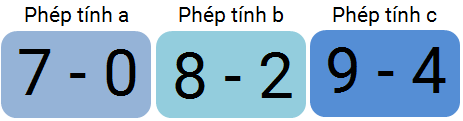 Phép tính a Phép tính b Phép tính c
7 - 0 8 - 2 9 - 4